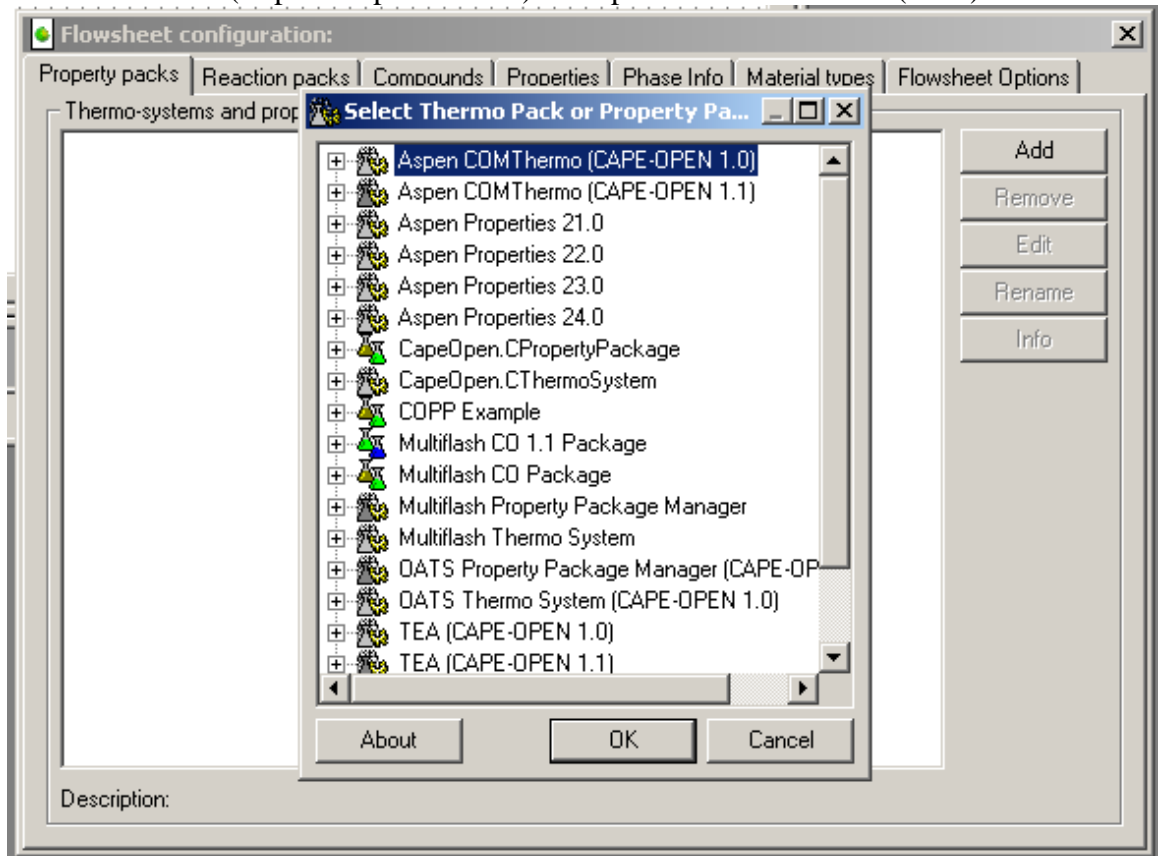 Flowsheet configuration:
Property packs Reaction packs Compounds Properties Phase Info Material types Flowsheet Options
Thermo-systems and prop
Select Thermo Pack or Property Pa...
Aspen COMThermo (CAPE-OPEN 1.0)
Aspen COMThermo (CAPE-OPEN 1.1)
Aspen Properties 21.0
Aspen Properties 22.0
Aspen Properties 23.0
Aspen Properties 24.0
CapeOpen.CPropertyPackage
CapeOpen.CThermoSystem
COPP Example
Multiflash CO 1.1 Package
Multiflash CO Package
Multiflash Property Package Manager
Multiflash Thermo System
OATS Property Package Manager (CAPE-OP
OATS Thermo System (CAPE-OPEN 1.0)
TEA (CAPE-OPEN 1.0)
TEA (CAPE-OPEN 1.1)
About OK Cancel
Add
Remove
Edit
Rename
Info
Description: